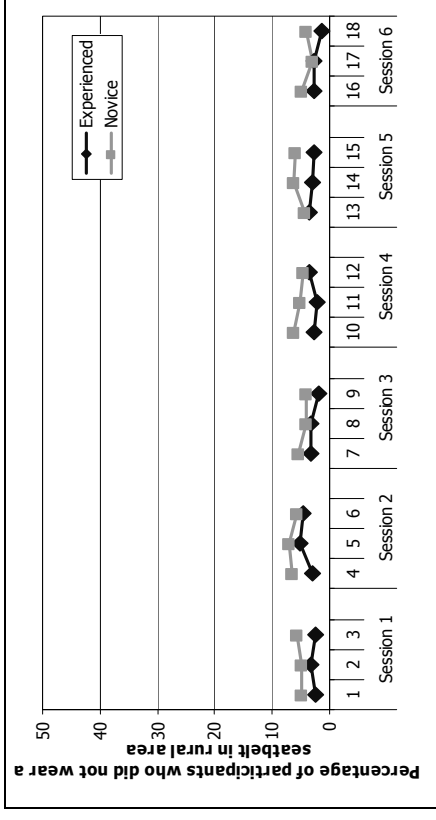 Percentage of participants who did not wear a
seatbelt in rural area
50
40
30
20
10
0
Experienced
Novice
1 2 3 4 5 6 7 8 9 10 11 12 13 14 15 16 17 18
Session 1 Session 2 Session 3 Session 4 Session 5 Session 6